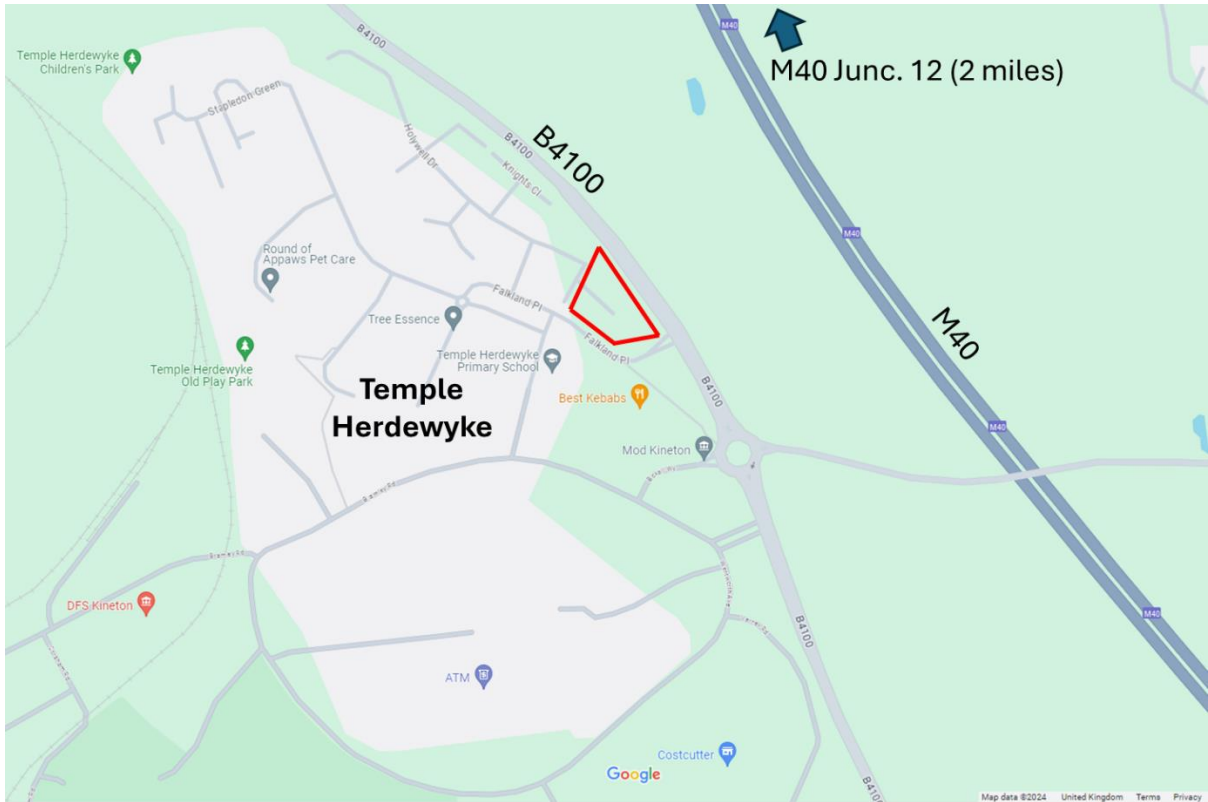 Temple Herdewyke
Children's Park
B4100
M40
M40 Junc. 12 (2 miles)
Stapledon Green
Holywell Dr
B4100
B4100
Knights Cl
M40
Round of
Appaws Pet Care
Falkland Pl
Tree Essence
M40
Temple Herdewyke
Old Play Park
Temple Herdewyke
Primary School
Falkland Pl
Temple
Herdewyke
Best Kebabs
B4100
Mod Kineton
M40
DFS Kineton
M40
B4100
ATM
Costcutter
Google
Map data ©2024 United Kingdom Terms Privacy